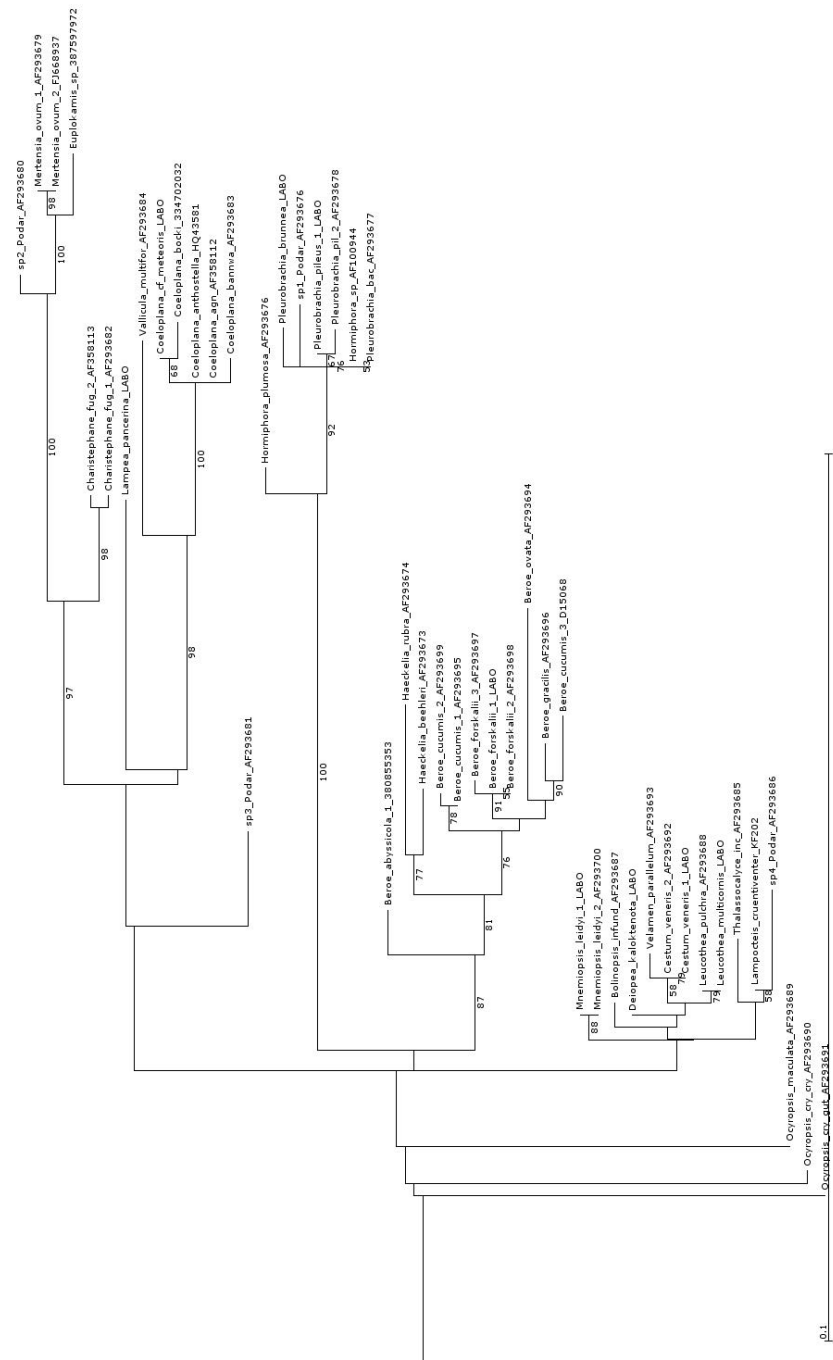 sp2_Podar_AF293680
Mertensia_ovum_1_AF293679
Mertensia_ovum_2_FJ668937
98
Euplokamis_sp_387597972
100
100
Charistephane_fug_2_AF358113
Charistephane_fug_1_AF293682
98
97
Lampea_pancerina_LABO
Vallicula_multifor_AF293684
Coeloplana_cf_meteoris_LABO
Coeloplana_bocki_334702032
68
Coeloplana_anthostella_HQ43581
Coeloplana_agn_AF358112
Coeloplana_bannwa_AF293683
100
98
sp3_Podar_AF293681
Hormiphora_plumosa_AF293676
Pleurobrachia_brunnea_LABO
sp1_Podar_AF293676
Pleurobrachia_pileus_1_LABO
Pleurobrachia_pil_2_AF293678
67
76
Hormiphora_sp_AF100944
Pleurobrachia_bac_AF293677
53
92
100
Beroe_abyssicola_1_380855353
Haeckelia_rubra_AF293674
Haeckelia_beehleri_AF293673
77
Beroe_cucumis_2_AF293699
Beroe_cucumis_1_AF293695
78
Beroe_forskalii_3_AF293697
Beroe_forskalii_1_LABO
Beroe_forskalii_2_AF293698
55
91
Beroe_ovata_AF293694
Beroe_gracilis_AF293696
Beroe_cucumis_3_D15068
90
76
81
87
Mnemiopsis_leidyi_1_LABO
Mnemiopsis_leidyi_2_AF293700
88
Bolinopsis_infund_AF293687
Deiopea_kaloktenota_LABO
Velamen_parallelum_AF293693
Cestum_veneris_2_AF293692
Cestum_veneris_1_LABO
79
58
Leucothea_pulchra_AF293688
Leucothea_multicornis_LABO
79
Thalassocalyce_inc_AF293685
Lampocteis_cruentiventer_KF202
sp4_Podar_AF293686
58
Ocyropsis_maculata_AF293689
Ocyropsis_cry_cry_AF293690
Ocyropsis_cry_gut_AF293691
0.1